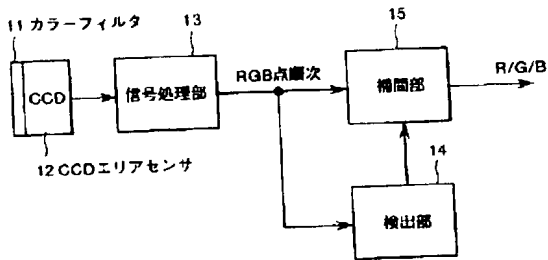 11 カラーフィルタ
CCD
12 CCDエリアセンサ
13
信号処理部
RGB点順次
15
補間部
R/G/B
14
検出部